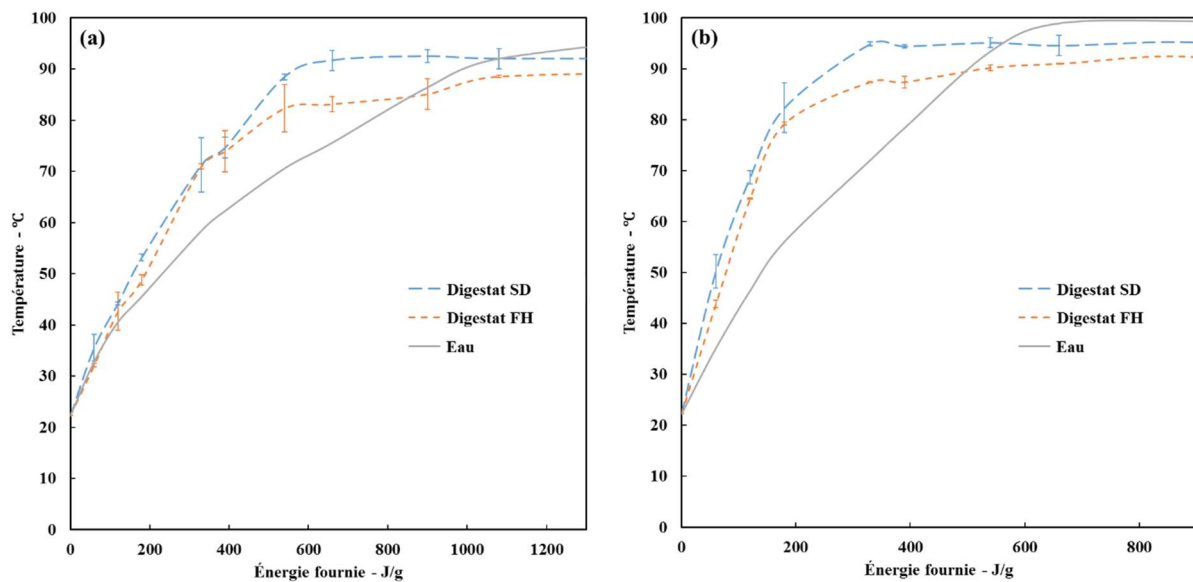 (a)
Température - °C
100
90
80
70
60
50
40
30
20
10
0
0 200 400 600 800 1000 1200
Énergie fournie - J/g
Digestat SD
Digestat FH
Eau
(b)
Température - °C
100
90
80
70
60
50
40
30
20
10
0
0 200 400 600 800
Énergie fournie - J/g
Digestat SD
Digestat FH
Eau